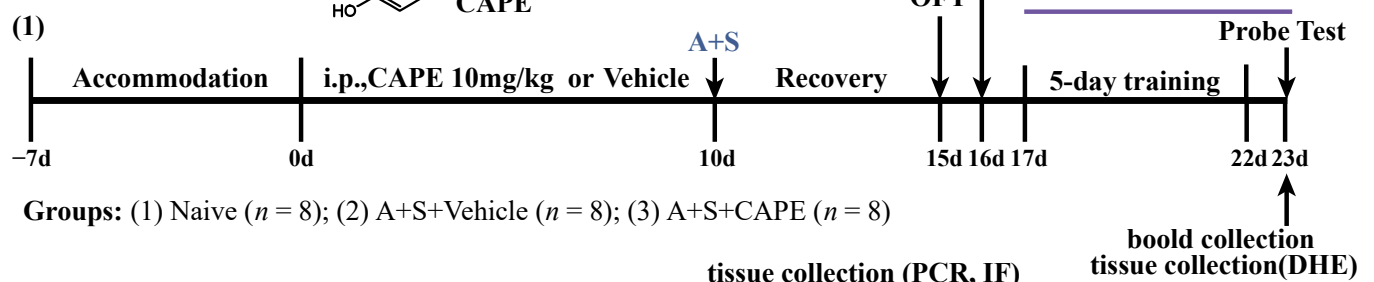 HO
CAPE
OFT
(1)
Probe Test
A+S
Accommodation
i.p.,CAPE 10mg/kg or Vehicle
Recovery
5-day training
−7d
0d
10d
15d 16d 17d
22d 23d
Groups: (1) Naive (n = 8); (2) A+S+Vehicle (n = 8); (3) A+S+CAPE (n = 8)
boold collection
tissue collection(DHE)
tissue collection (PCR, IF)